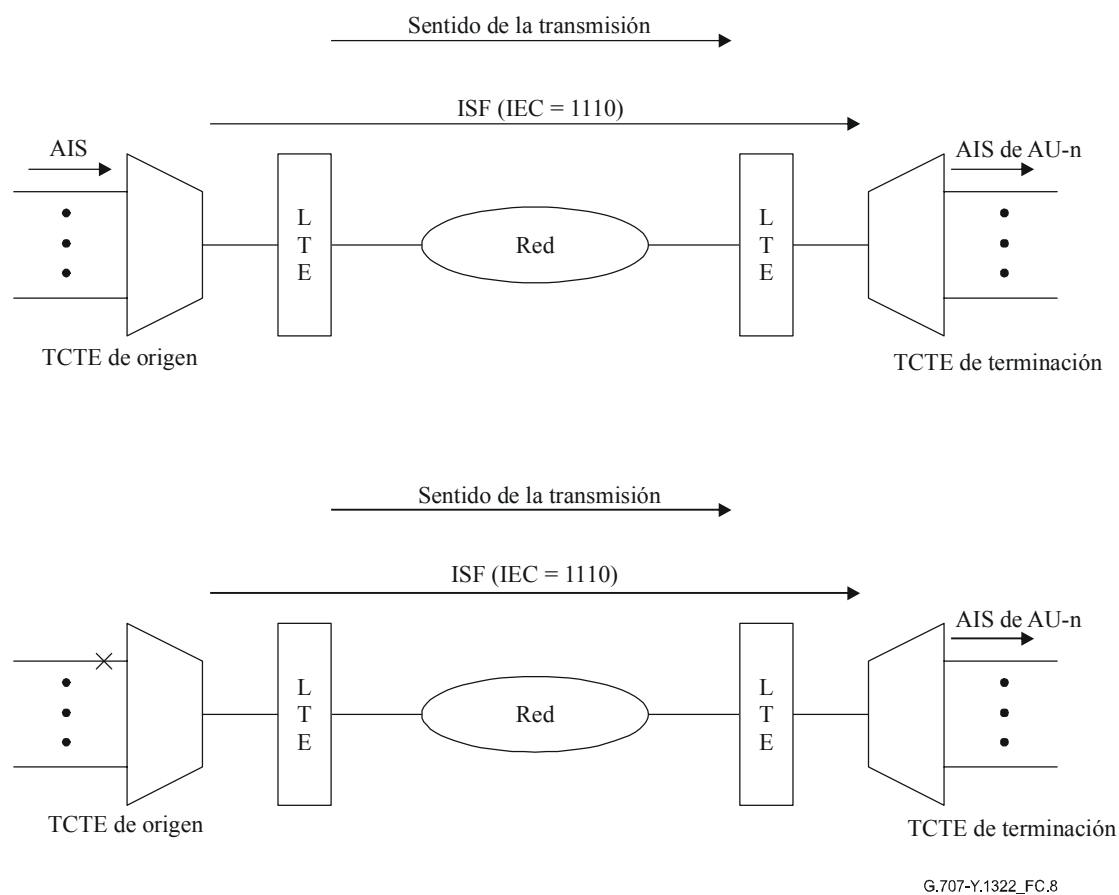 Sentido de la transmisión
ISF (IEC = 1110)
AIS
AIS de AU-n
L
T
E
Red
L
T
E
TCTE de origen
TCTE de terminación
Sentido de la transmisión
ISF (IEC = 1110)
AIS de AU-n
L
T
E
Red
L
T
E
TCTE de origen
TCTE de terminación
G.707-Y.1322_FC.8